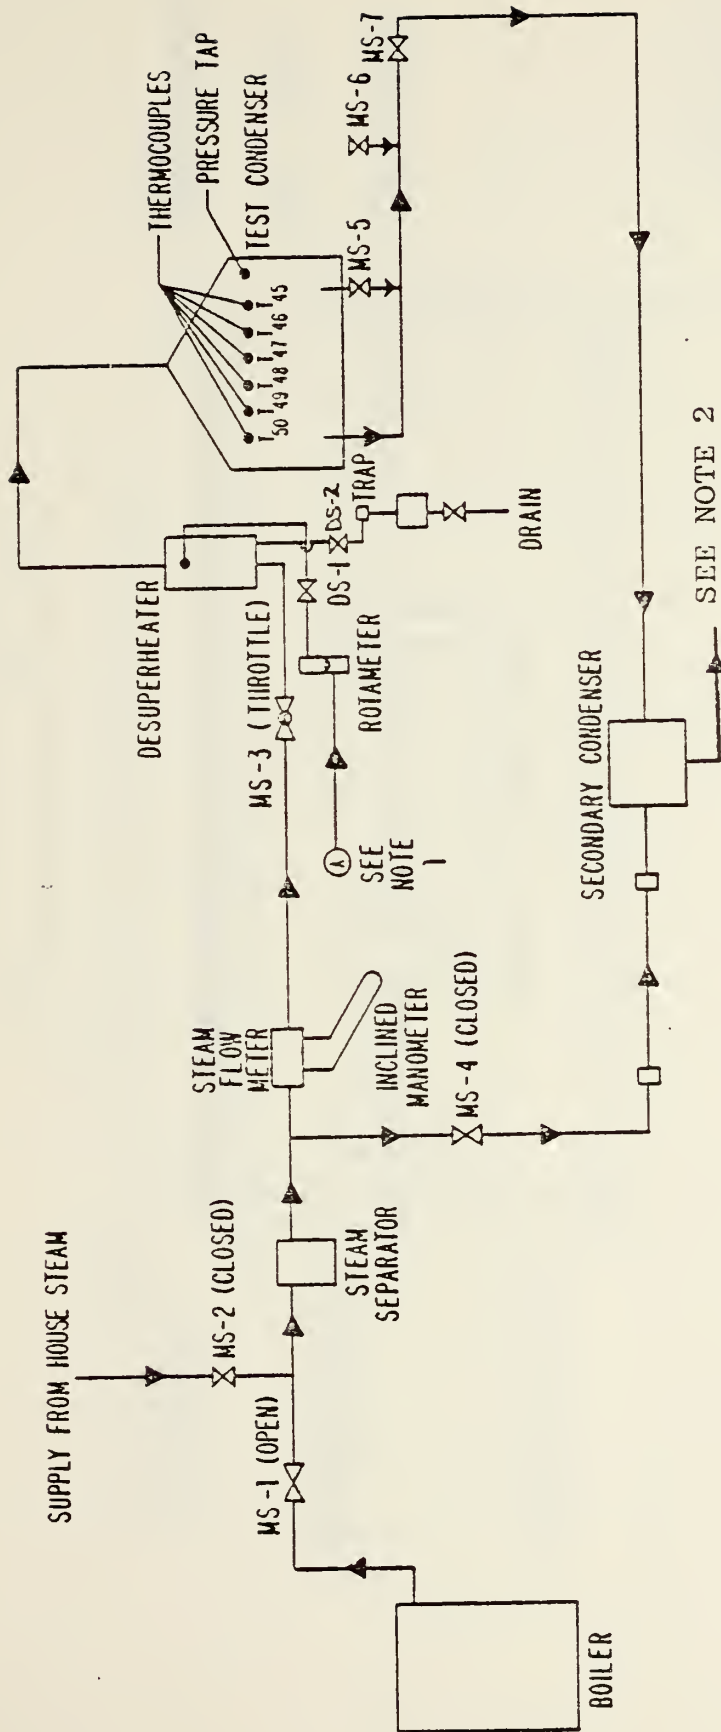 SUPPLY FROM HOUSE STEAM
MS-2 (CLOSED)
MS-1 (OPEN)
BOILER
STEAM
SEPARATOR
STEAM
FLOW
METER
INCLINED
MANOMETER
MS-4 (CLOSED)
DESUPERHEATER
MS-3 (THROTTLE)
A
SEE
NOTE
1
ROTAMETER
DS-1
DS-2
TRAP
DRAIN
THERMOCOUPLES
PRESSURE TAP
TEST CONDENSER
T50
T49
T48
T47
T46
T45
MS-5
MS-6
MS-7
SECONDARY CONDENSER
SEE NOTE 2